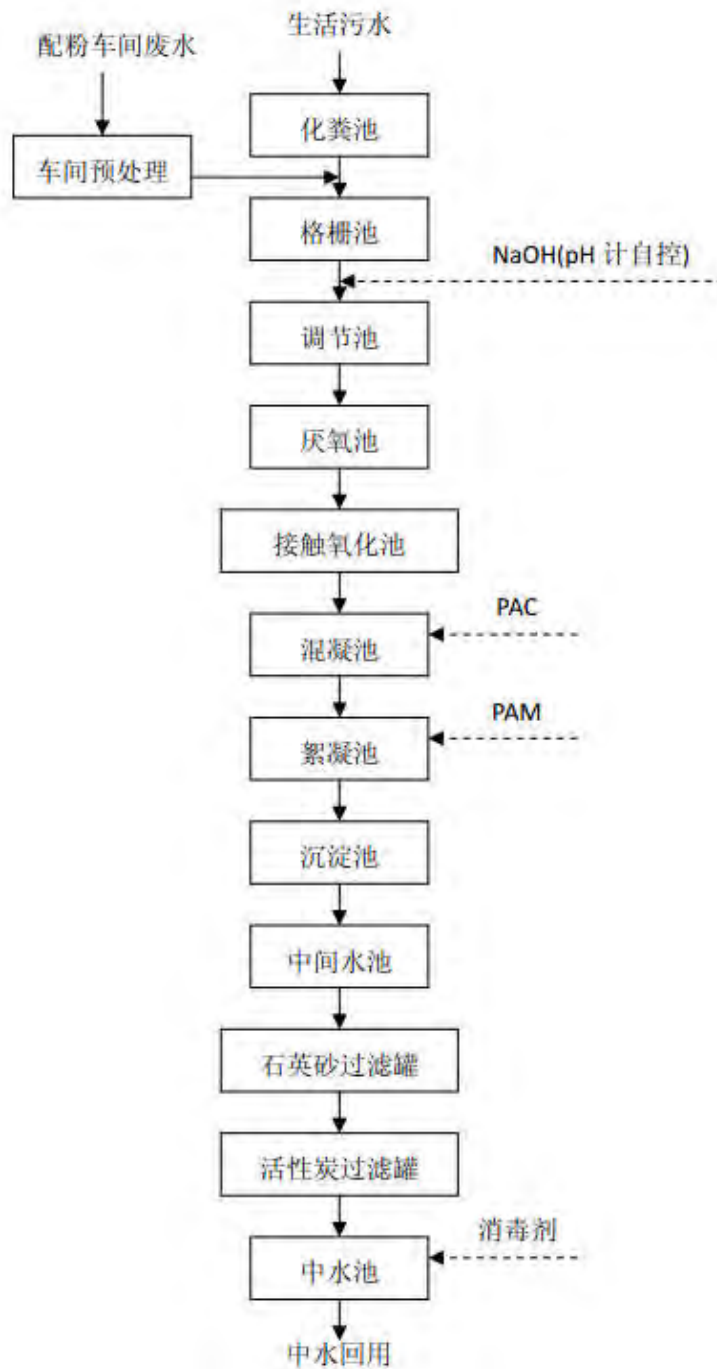 生活污水
配粉车间废水
化粪池
车间预处理
格栅池
NaOH(pH 计自控)
调节池
厌氧池
接触氧化池
PAC
混凝池
PAM
絮凝池
沉淀池
中间水池
石英砂过滤罐
活性炭过滤罐
消毒剂
中水池
中水回用